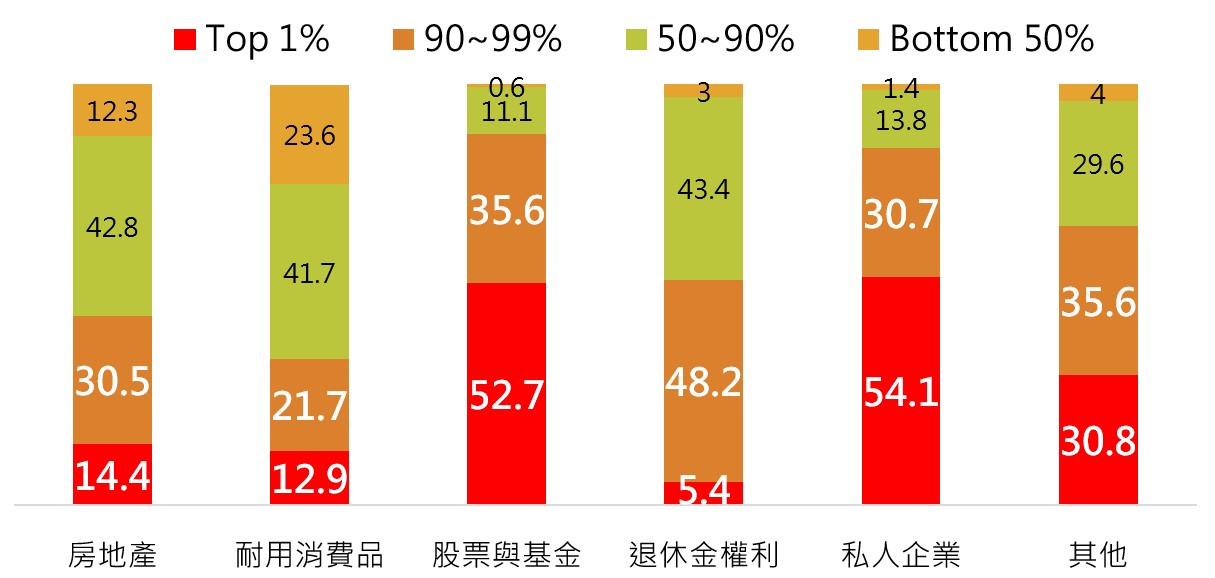 Top 1% 90~99% 50~90% Bottom 50%
12.3 23.6 0.6 3 1.4 4
42.8 41.7 11.1 43.4 13.8 29.6
30.5 21.7 35.6 48.2 30.7 35.6
14.4 12.9 52.7 5.4 54.1 30.8
房地產 耐用消費品 股票與基金 退休金權利 私人企業 其他